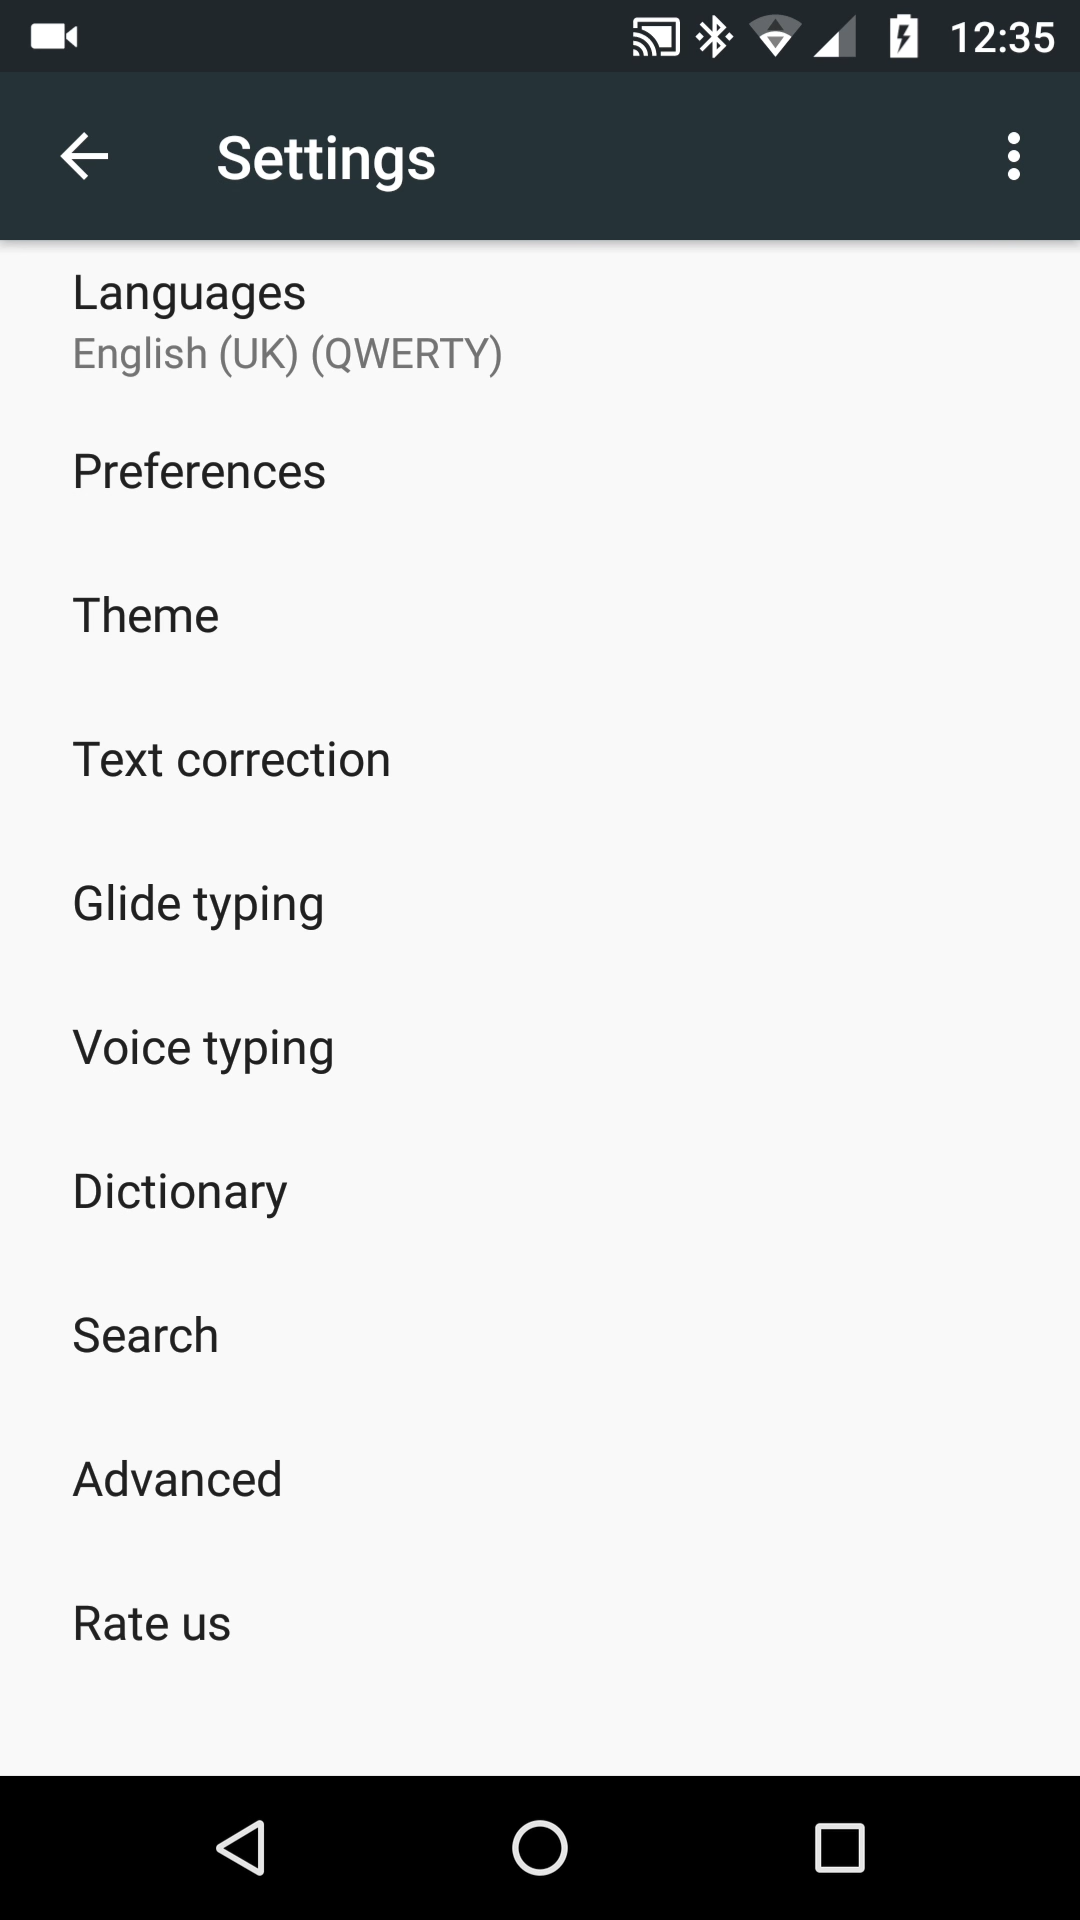 12:35
Settings
Languages
English (UK) (QWERTY)
Preferences
Theme
Text correction
Glide typing
Voice typing
Dictionary
Search
Advanced
Rate us